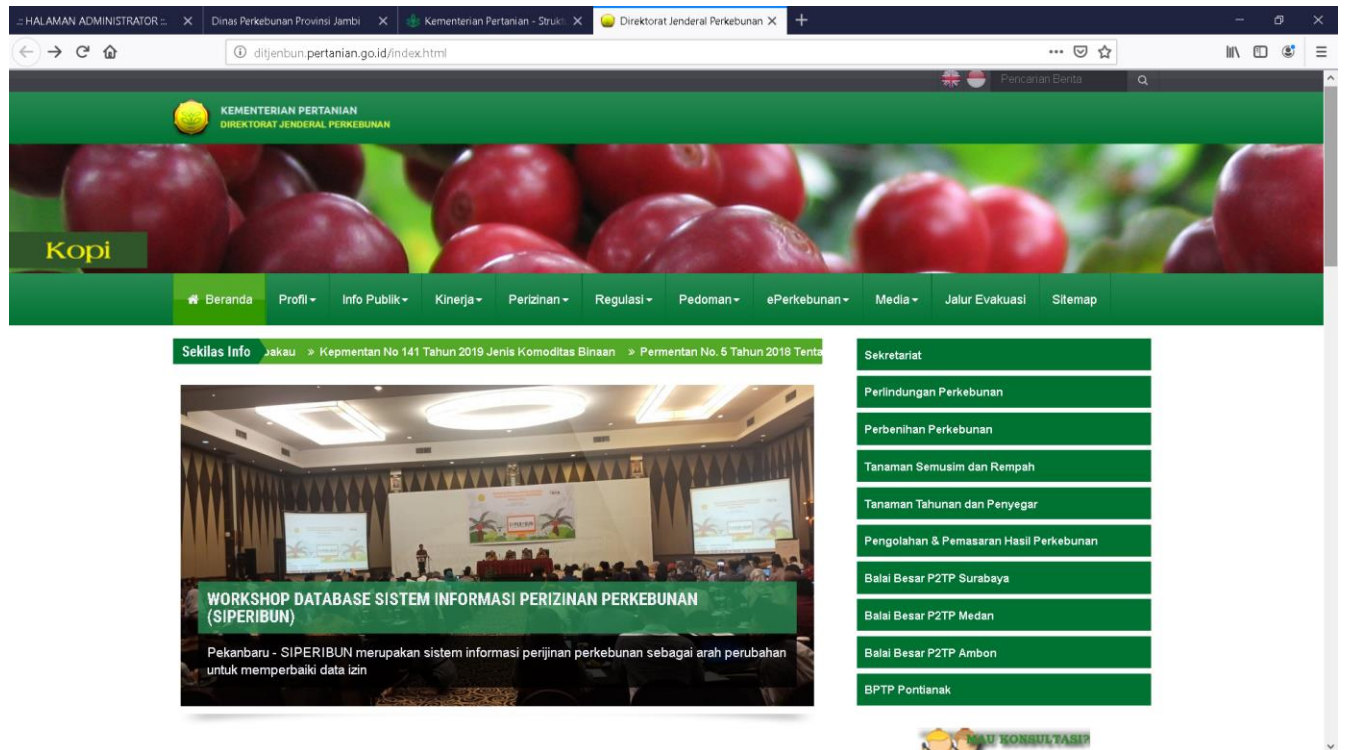 .:: HALAMAN ADMINISTRATOR ::.
Dinas Perkebunan Provinsi Jambi
Kementerian Pertanian - Strukt
Direktorat Jenderal Perkebunan
ditjenbun.pertanian.go.id/index.html
Pencarian Berita
KEMENTERIAN PERTANIAN
DIREKTORAT JENDERAL PERKEBUNAN
Kopi
Beranda Profil Info Publik Kinerja Perizinan Regulasi Pedoman ePerkebunan Media Jalur Evakuasi Sitemap
Sekilas Info bakau » Kepmentan No 141 Tahun 2019 Jenis Komoditas Binaan » Permentan No. 5 Tahun 2018 Tenta
WORKSHOP DATABASE SISTEM INFORMASI PERIZINAN PERKEBUNAN
(SIPERIBUN)
Pekanbaru - SIPERIBUN merupakan sistem informasi perijinan perkebunan sebagai arah perubahan
untuk memperbaiki data izin
Sekretariat
Perlindungan Perkebunan
Perbenihan Perkebunan
Tanaman Semusim dan Rempah
Tanaman Tahunan dan Penyegar
Pengolahan & Pemasaran Hasil Perkebunan
Balai Besar P2TP Surabaya
Balai Besar P2TP Medan
Balai Besar P2TP Ambon
BPTP Pontianak
MAU KONSULTASI?